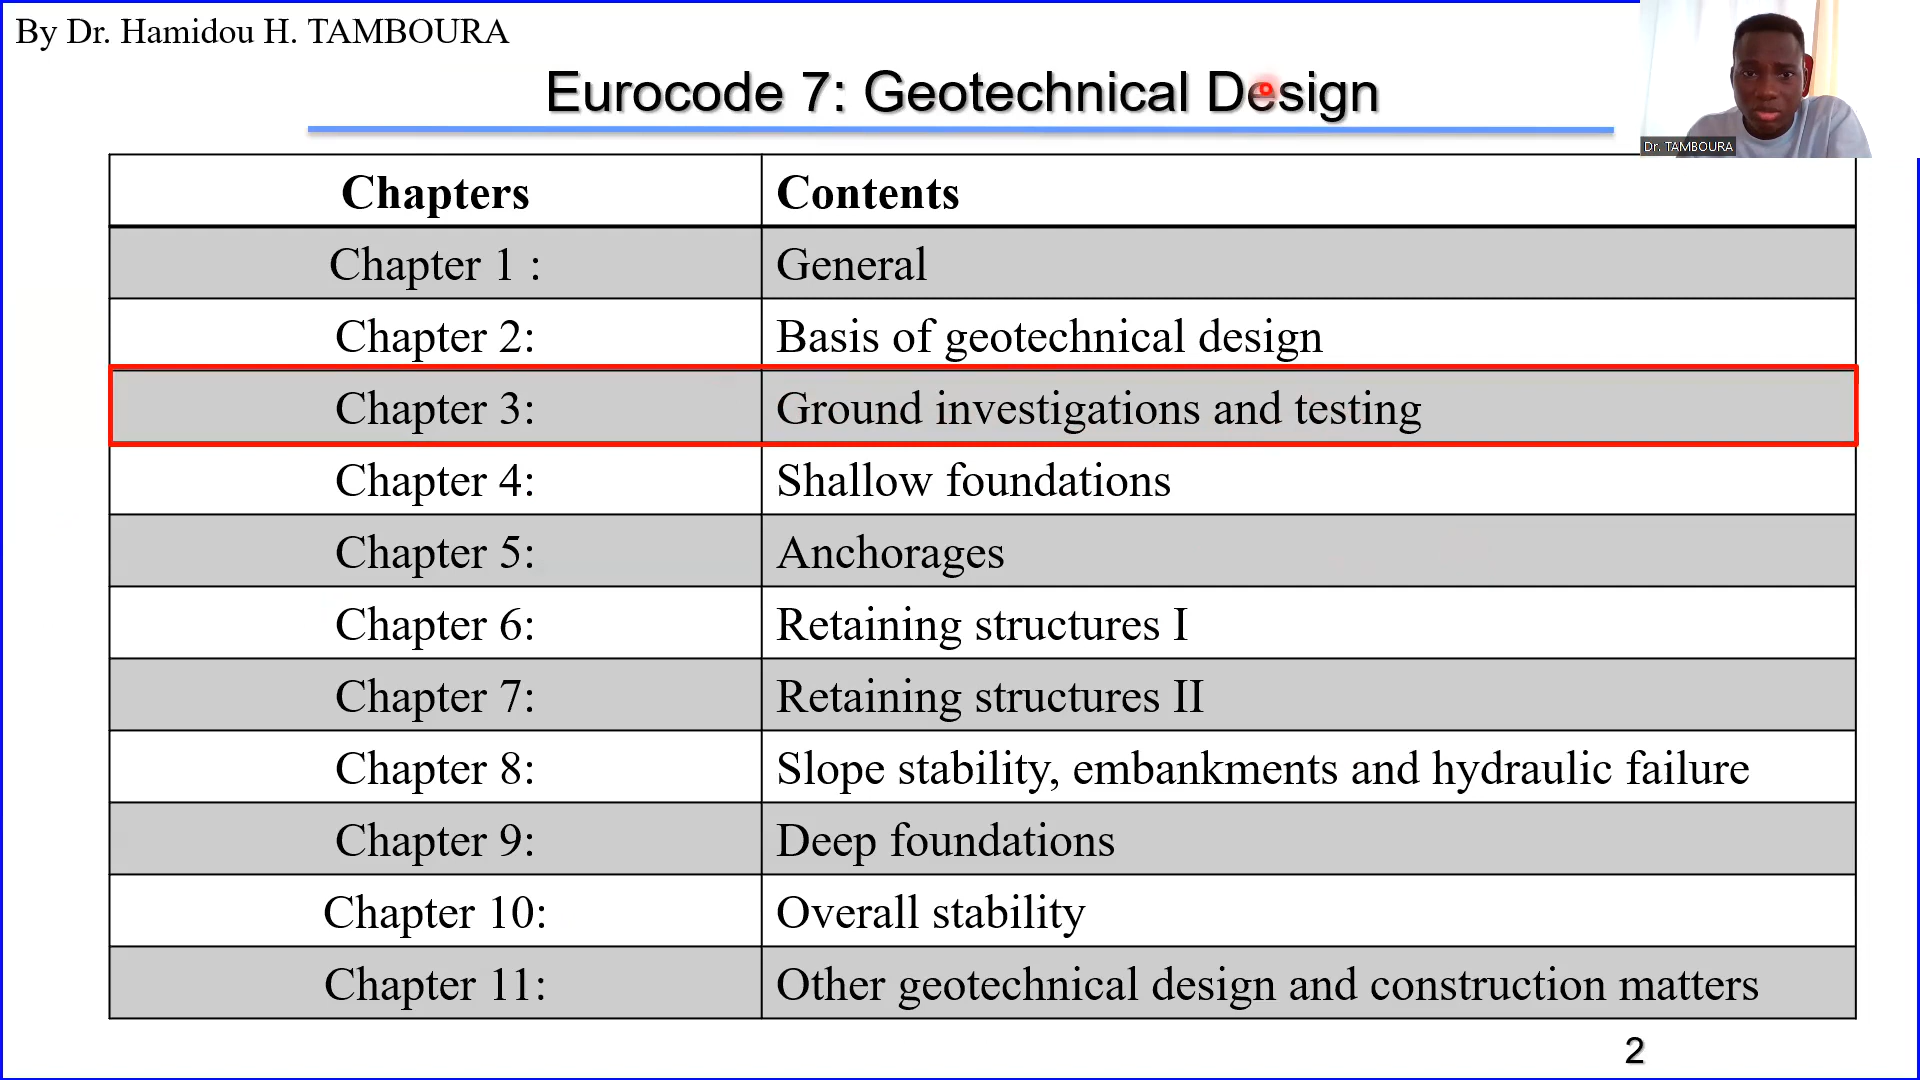 By Dr. Hamidou H. TAMBOURA
Eurocode 7: Geotechnical Design
Dr. TAMBOURA
Chapters Contents
Chapter 1 : General
Chapter 2: Basis of geotechnical design
Chapter 3: Ground investigations and testing
Chapter 4: Shallow foundations
Chapter 5: Anchorages
Chapter 6: Retaining structures I
Chapter 7: Retaining structures II
Chapter 8: Slope stability, embankments and hydraulic failure
Chapter 9: Deep foundations
Chapter 10: Overall stability
Chapter 11: Other geotechnical design and construction matters
2